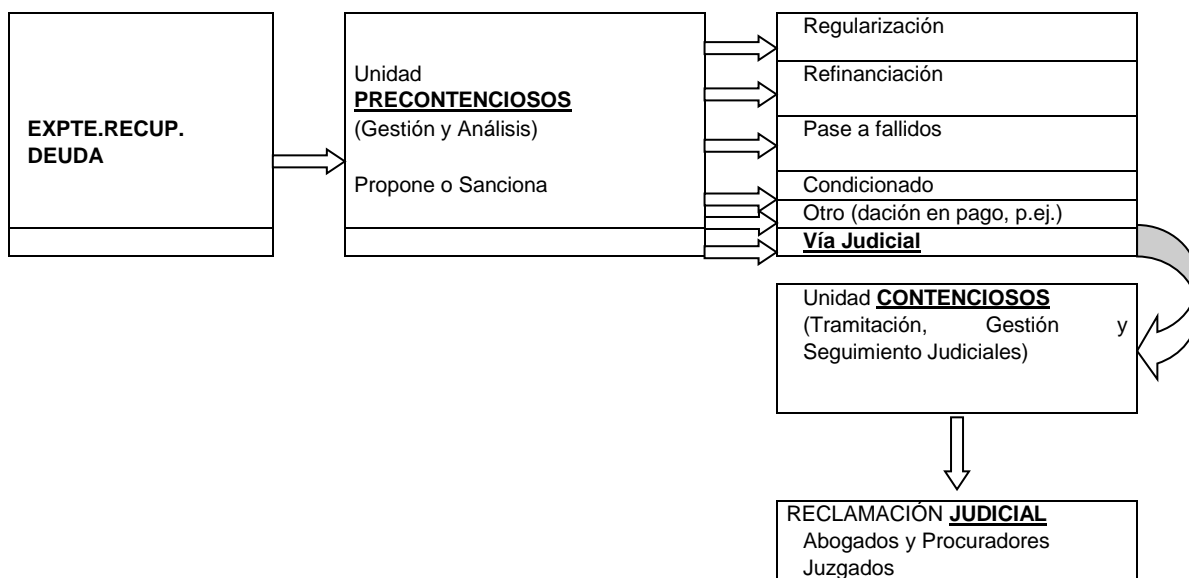 EXPTE.RECUP.
DEUDA
Unidad
PRECONTENCIOSOS
(Gestión y Análisis)
Propone o Sanciona
Regularización
Refinanciación
Pase a fallidos
Condicionado
Otro (dación en pago, p.ej.)
Vía Judicial
Unidad CONTENCIOSOS
(Tramitación, Gestión y
Seguimiento Judiciales)
RECLAMACIÓN JUDICIAL
Abogados y Procuradores
Juzgados